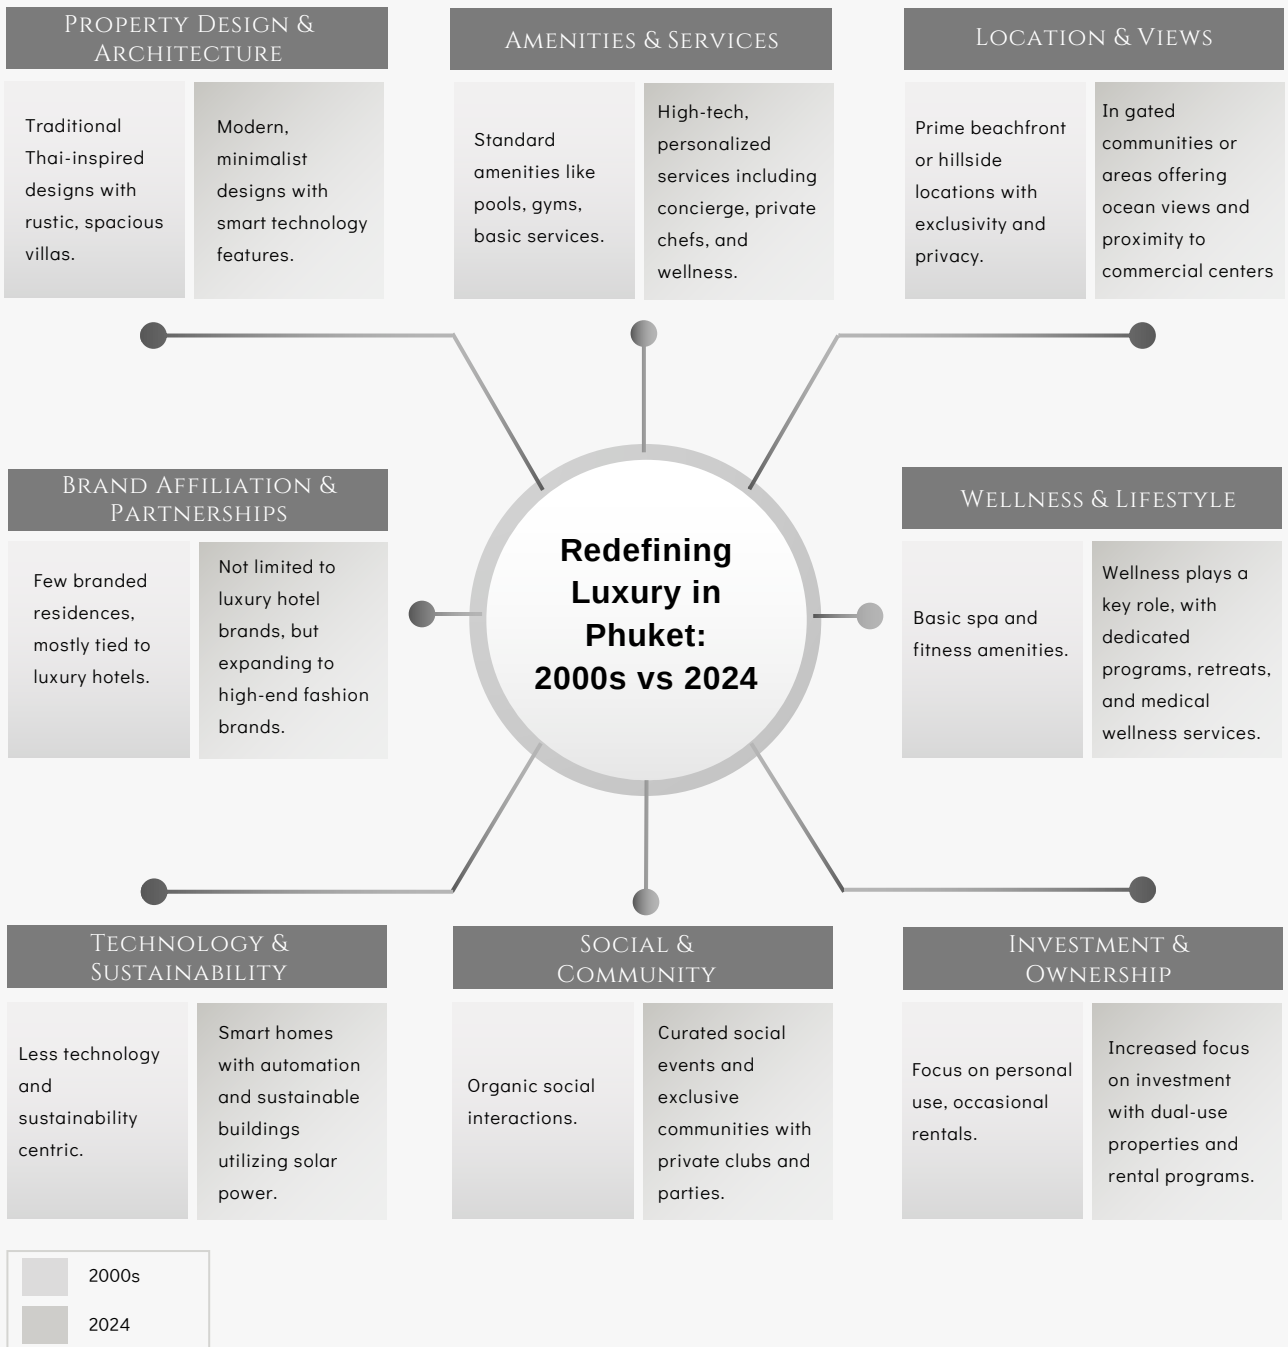 Property Design &
Architecture
Traditional
Thai-inspired
designs with
rustic, spacious
villas.
Modern,
minimalist
designs with
smart technology
features.
Amenities & Services
Standard
amenities like
pools, gyms,
basic services.
High-tech,
personalized
services including
concierge, private
chefs, and
wellness.
Location & Views
Prime beachfront
or hillside
locations with
exclusivity and
privacy.
In gated
communities or
areas offering
ocean views and
proximity to
commercial centers
Brand Affiliation &
Partnerships
Few branded
residences,
mostly tied to
luxury hotels.
Not limited to
luxury hotel
brands, but
expanding to
high-end fashion
brands.
Redefining
Luxury in
Phuket:
2000s vs 2024
Wellness & Lifestyle
Basic spa and
fitness amenities.
Wellness plays a
key role, with
dedicated
programs, retreats,
and medical
wellness services.
Technology &
Sustainability
Less technology
and
sustainability
centric.
Smart homes
with automation
and sustainable
buildings
utilizing solar
power.
Social &
Community
Organic social
interactions.
Curated social
events and
exclusive
communities with
private clubs and
parties.
Investment &
Ownership
Focus on personal
use, occasional
rentals.
Increased focus
on investment
with dual-use
properties and
rental programs.
2000s
2024